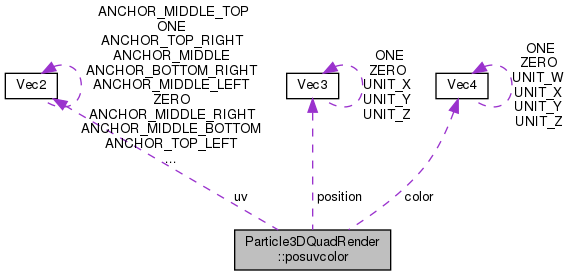 ANCHOR_MIDDLE_TOP
ONE
ANCHOR_TOP_RIGHT
ANCHOR_MIDDLE
ANCHOR_BOTTOM_RIGHT
ANCHOR_MIDDLE_LEFT
ZERO
ANCHOR_MIDDLE_RIGHT
ANCHOR_MIDDLE_BOTTOM
ANCHOR_TOP_LEFT
...
Vec2
ONE
ZERO
UNIT_X
UNIT_Y
UNIT_Z
Vec3
ONE
ZERO
UNIT_W
UNIT_X
UNIT_Y
UNIT_Z
Vec4
uv
position
color
Particle3DQuadRender
::posuvcolor